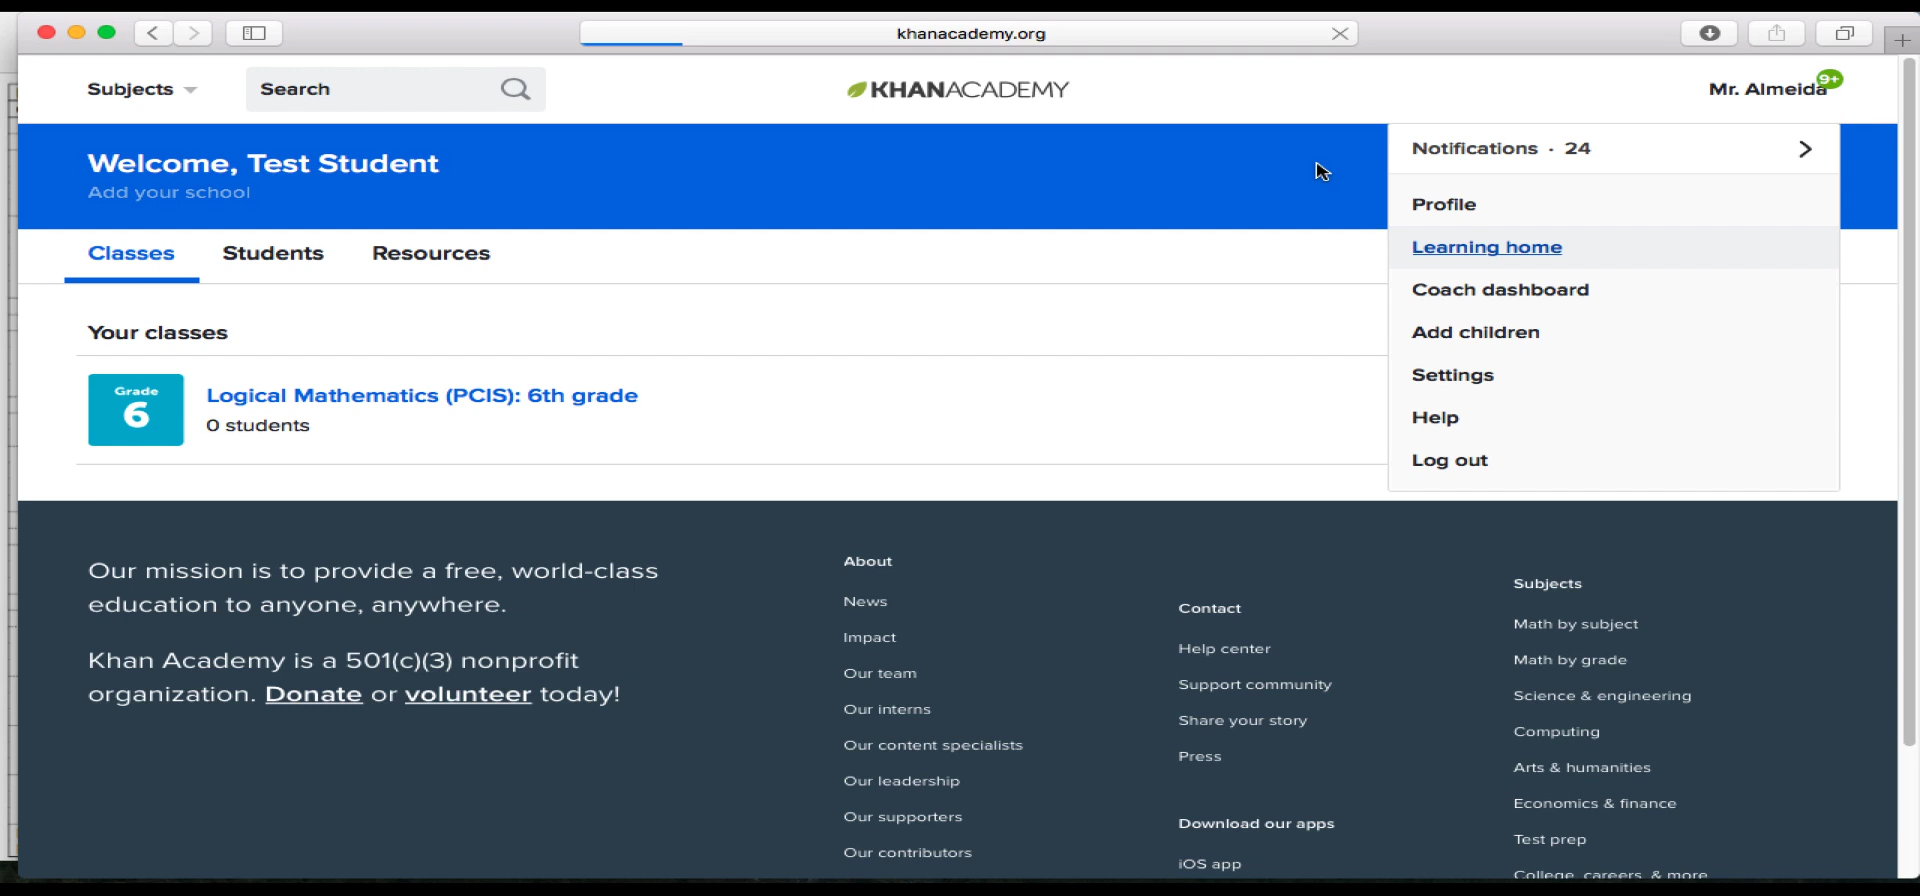 khanacademy.org
Subjects
Search
KHANACADEMY
Mr. Almeida
9+
Welcome, Test Student
Add your school
Notifications · 24
Profile
Learning home
Coach dashboard
Add children
Settings
Help
Log out
Classes
Students
Resources
Your classes
Grade
6
Logical Mathematics (PCIS): 6th grade
0 students
Our mission is to provide a free, world-class
education to anyone, anywhere.
Khan Academy is a 501(c)(3) nonprofit
organization. Donate or volunteer today!
About
News
Impact
Our team
Our interns
Our content specialists
Our leadership
Our supporters
Our contributors
Contact
Help center
Support community
Share your story
Press
Download our apps
iOS app
Subjects
Math by subject
Math by grade
Science & engineering
Computing
Arts & humanities
Economics & finance
Test prep
College, careers, & more